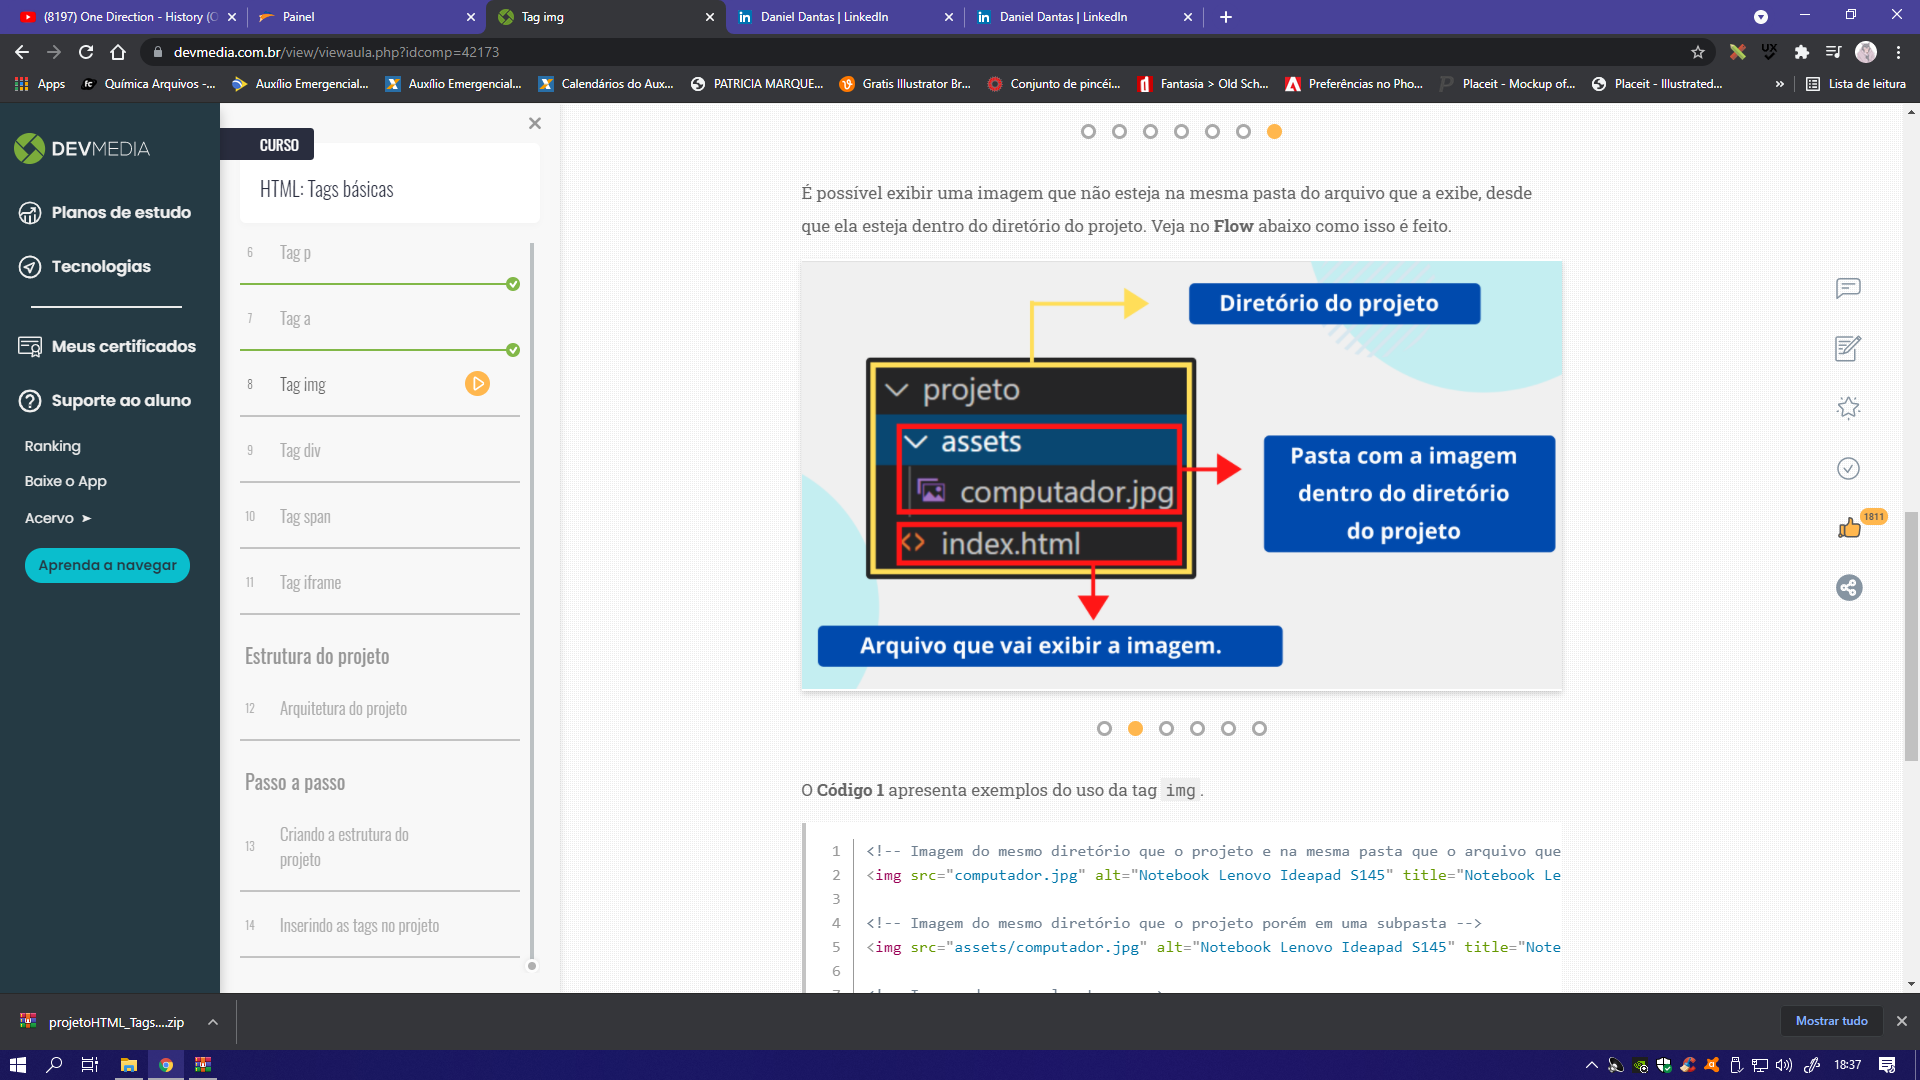 (8197) One Direction - History (O
Painel
Tag img
Daniel Dantas | LinkedIn
Daniel Dantas | LinkedIn
devmedia.com.br/view/viewaula.php?idcomp=42173
Apps
Química Arquivos -...
Auxílio Emergencial...
Auxílio Emergencial...
Calendários do Aux...
PATRICIA MARQUE...
Gratis Illustrator Br...
Conjunto de pincéi...
Fantasia > Old Sch...
Preferências no Pho...
Placeit - Mockup of...
Placeit - Illustrated...
»
Lista de leitura
DEVMEDIA
Planos de estudo
Tecnologias
Meus certificados
Suporte ao aluno
Ranking
Baixe o App
Acervo ➤
Aprenda a navegar
CURSO
HTML: Tags básicas
6 Tag p
7 Tag a
8 Tag img
9 Tag div
10 Tag span
11 Tag iframe
Estrutura do projeto
12 Arquitetura do projeto
Passo a passo
13 Criando a estrutura do
projeto
14 Inserindo as tags no projeto
É possível exibir uma imagem que não esteja na mesma pasta do arquivo que a exibe, desde
que ela esteja dentro do diretório do projeto. Veja no Flow abaixo como isso é feito.
Diretório do projeto
projeto
assets
computador.jpg
index.html
Pasta com a imagem
dentro do diretório
do projeto
Arquivo que vai exibir a imagem.
O Código 1 apresenta exemplos do uso da tag img.
1 <!-- Imagem do mesmo diretório que o projeto e na mesma pasta que o arquivo que
2 <img src="computador.jpg" alt="Notebook Lenovo Ideapad S145" title="Notebook Le
3
4 <!-- Imagem do mesmo diretório que o projeto porém em uma subpasta -->
5 <img src="assets/computador.jpg" alt="Notebook Lenovo Ideapad S145" title="Note
6
1811
projetoHTML_Tags....zip
Mostrar tudo
18:37